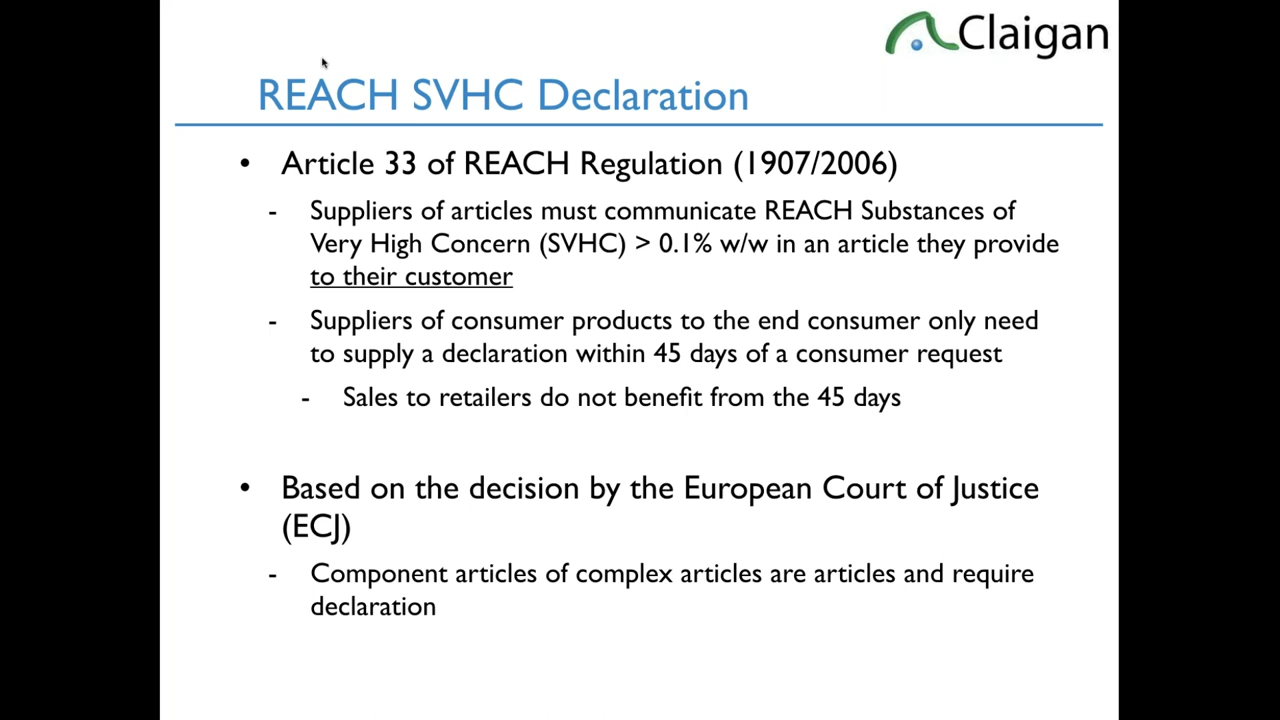 Claigan
REACH SVHC Declaration
• Article 33 of REACH Regulation (1907/2006)
- Suppliers of articles must communicate REACH Substances of
Very High Concern (SVHC) > 0.1% w/w in an article they provide
to their customer
- Suppliers of consumer products to the end consumer only need
to supply a declaration within 45 days of a consumer request
- Sales to retailers do not benefit from the 45 days
• Based on the decision by the European Court of Justice
(ECJ)
- Component articles of complex articles are articles and require
declaration